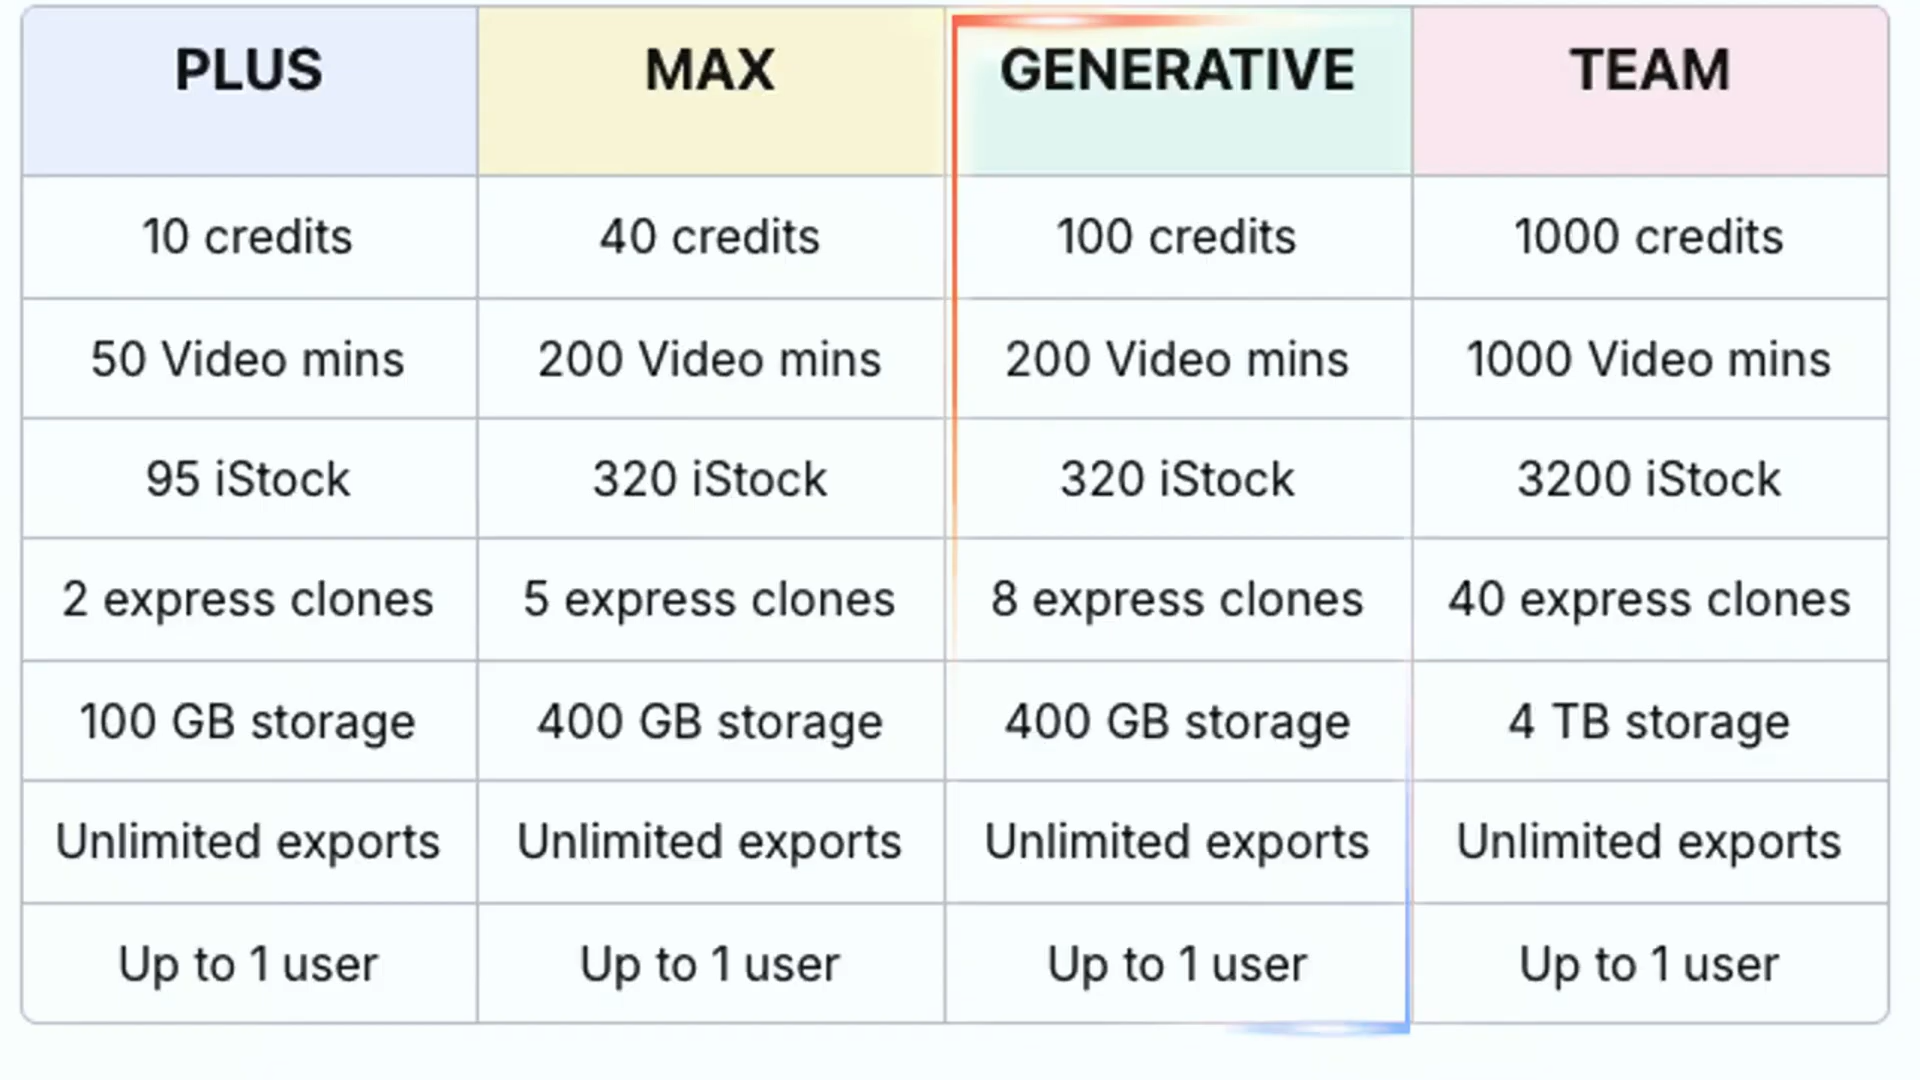 PLUS MAX GENERATIVE TEAM
10 credits 40 credits 100 credits 1000 credits
50 Video mins 200 Video mins 200 Video mins 1000 Video mins
95 iStock 320 iStock 320 iStock 3200 iStock
2 express clones 5 express clones 8 express clones 40 express clones
100 GB storage 400 GB storage 400 GB storage 4 TB storage
Unlimited exports Unlimited exports Unlimited exports Unlimited exports
Up to 1 user Up to 1 user Up to 1 user Up to 1 user